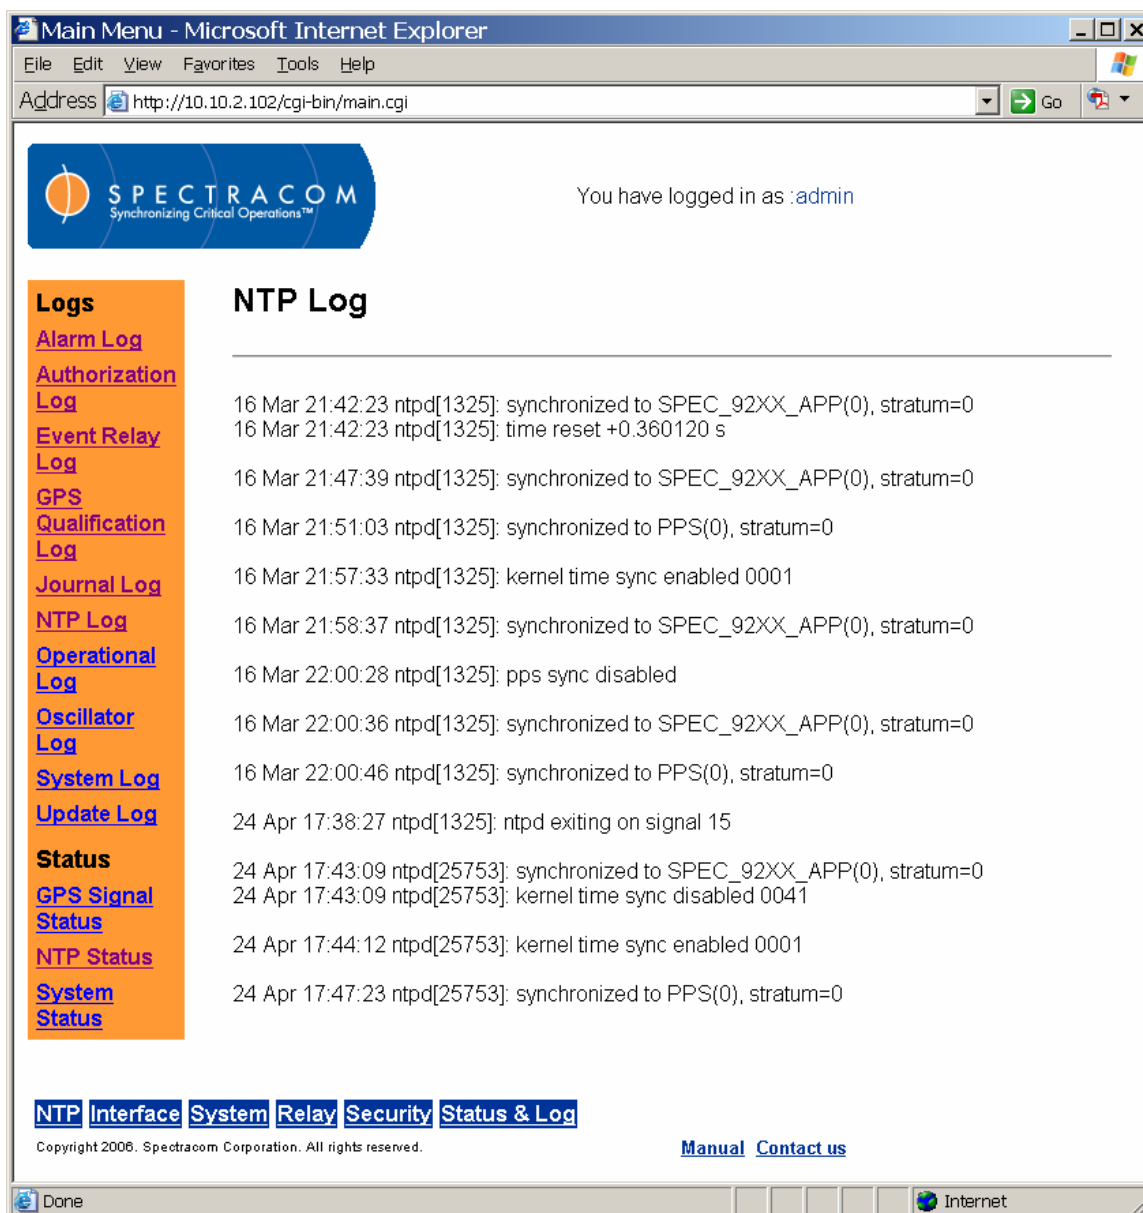 Main Menu - Microsoft Internet Explorer
File Edit View Favorites Tools Help
Address http://10.10.2.102/cgi-bin/main.cgi Go
SPECTRACOM
Synchronizing Critical Operations™
You have logged in as :admin
Logs
Alarm Log
Authorization
Log
Event Relay
Log
GPS
Qualification
Log
Journal Log
NTP Log
Operational
Log
Oscillator
Log
System Log
Update Log
Status
GPS Signal
Status
NTP Status
System
Status
NTP Log
16 Mar 21:42:23 ntpd[1325]: synchronized to SPEC_92XX_APP(0), stratum=0
16 Mar 21:42:23 ntpd[1325]: time reset +0.360120 s
16 Mar 21:47:39 ntpd[1325]: synchronized to SPEC_92XX_APP(0), stratum=0
16 Mar 21:51:03 ntpd[1325]: synchronized to PPS(0), stratum=0
16 Mar 21:57:33 ntpd[1325]: kernel time sync enabled 0001
16 Mar 21:58:37 ntpd[1325]: synchronized to SPEC_92XX_APP(0), stratum=0
16 Mar 22:00:28 ntpd[1325]: pps sync disabled
16 Mar 22:00:36 ntpd[1325]: synchronized to SPEC_92XX_APP(0), stratum=0
16 Mar 22:00:46 ntpd[1325]: synchronized to PPS(0), stratum=0
24 Apr 17:38:27 ntpd[1325]: ntpd exiting on signal 15
24 Apr 17:43:09 ntpd[25753]: synchronized to SPEC_92XX_APP(0), stratum=0
24 Apr 17:43:09 ntpd[25753]: kernel time sync disabled 0041
24 Apr 17:44:12 ntpd[25753]: kernel time sync enabled 0001
24 Apr 17:47:23 ntpd[25753]: synchronized to PPS(0), stratum=0
NTP Interface System Relay Security Status & Log
Copyright 2006. Spectracom Corporation. All rights reserved.
Manual Contact us
Done Internet